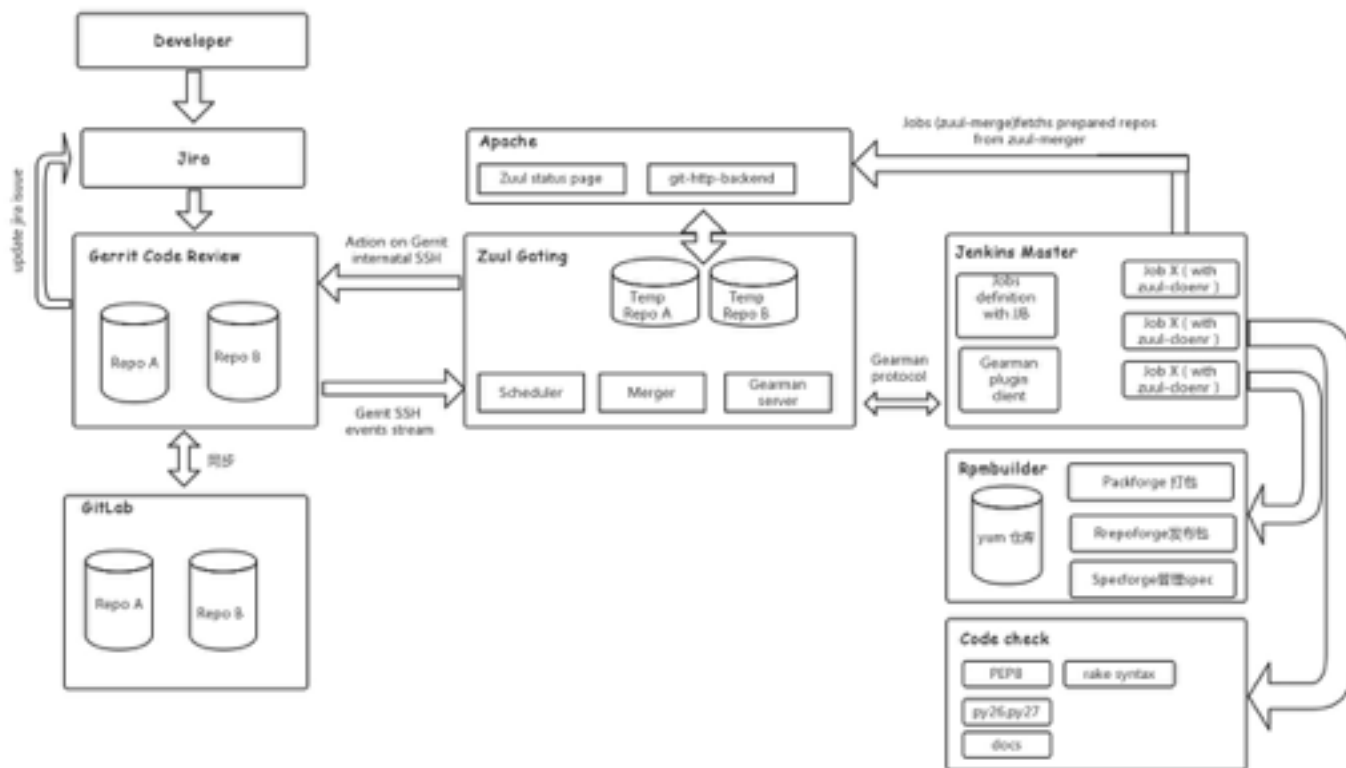 Developer
Jira
update jira isuue
Gerrit Code Review
Repo A
Repo B
同步
GitLab
Repo A
Repo B
Action on Gerrit
internatal SSH
Gerrit SSH
events stream
Apache
Zuul status page
git-http-backend
Zuul Gating
Temp
Repo A
Temp
Repo B
Scheduler
Merger
Gearman
server
Jobs (zuul-merge)fetchs prepared repos
from zuul-merger
Gearman
protocol
Jenkins Master
Jobs
definition
with JJB
Gearman
plugin
client
Job X ( with
zuul-cloenr )
Job X ( with
zuul-cloenr )
Job X ( with
zuul-cloenr )
Rpmbuilder
yum 仓库
Packforge 打包
Rrepoforge发布包
Specforge管理spec
Code check
PEP8
rake syntax
py26,py27
docs